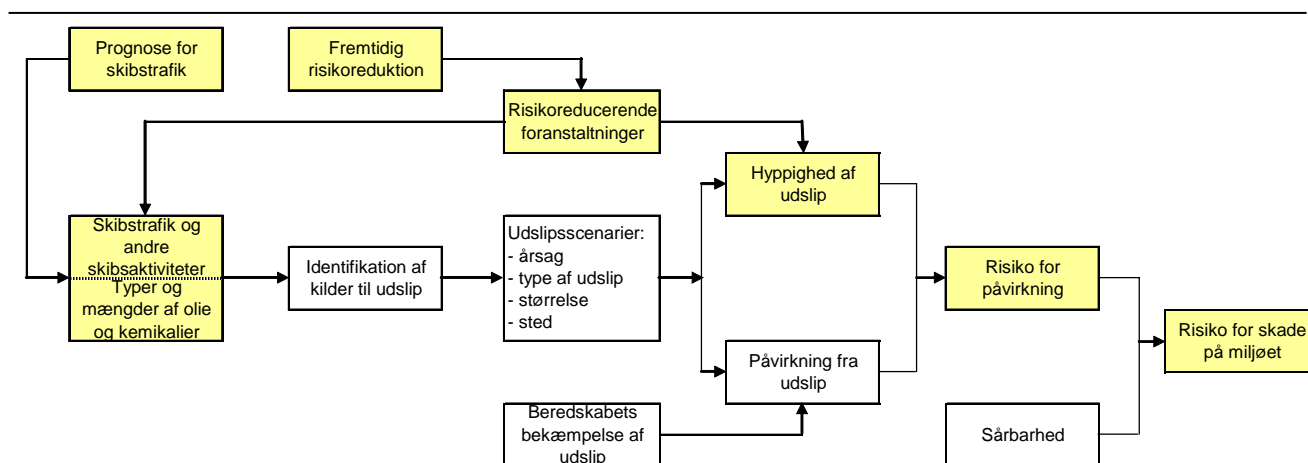 Prognose for
skibstrafik
Fremtidig
risikoreduktion
Risikoreducerende
foranstaltninger
Hyppighed af
udslip
Skibstrafik og
andre
skibsaktiviteter
Typer og
mængder af olie
og kemikalier
Identifikation af
kilder til udslip
Udslipsscenarier:
- årsag
- type af udslip
- størrelse
- sted
Risiko for
påvirkning
Risiko for skade
på miljøet
Påvirkning fra
udslip
Beredskabets
bekæmpelse af
udslip
Sårbarhed